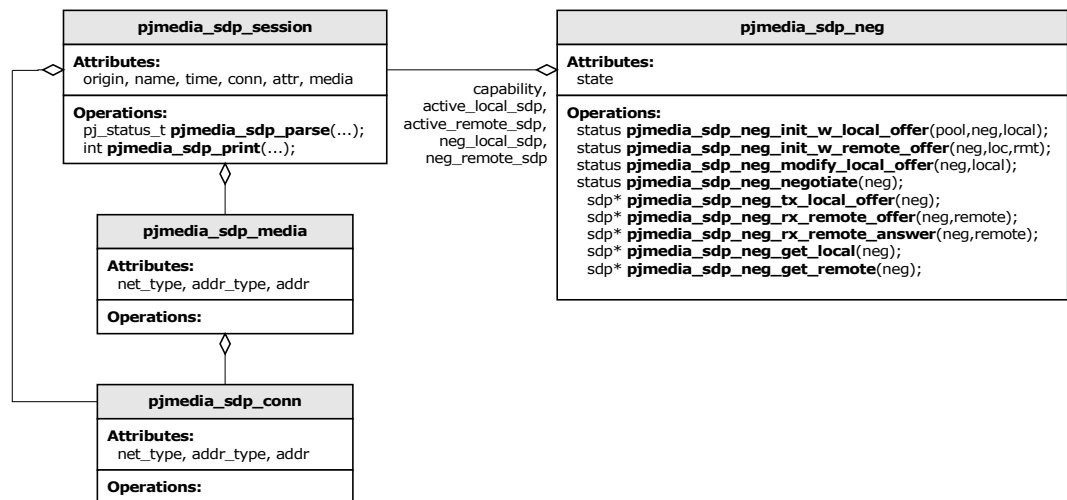 pjmedia_sdp_session
Attributes:
origin, name, time, conn, attr, media
Operations:
pj_status_t pjmedia_sdp_parse(...);
int pjmedia_sdp_print(...);
capability,
active_local_sdp,
active_remote_sdp,
neg_local_sdp,
neg_remote_sdp
pjmedia_sdp_neg
Attributes:
state
Operations:
status pjmedia_sdp_neg_init_w_local_offer(pool,neg,local);
status pjmedia_sdp_neg_init_w_remote_offer(neg,loc,rmt);
status pjmedia_sdp_neg_modify_local_offer(neg,local);
status pjmedia_sdp_neg_negotiate(neg);
sdp* pjmedia_sdp_neg_tx_local_offer(neg);
sdp* pjmedia_sdp_neg_rx_remote_offer(neg,remote);
sdp* pjmedia_sdp_neg_rx_remote_answer(neg,remote);
sdp* pjmedia_sdp_neg_get_local(neg);
sdp* pjmedia_sdp_neg_get_remote(neg);
pjmedia_sdp_media
Attributes:
net_type, addr_type, addr
Operations:
pjmedia_sdp_conn
Attributes:
net_type, addr_type, addr
Operations: